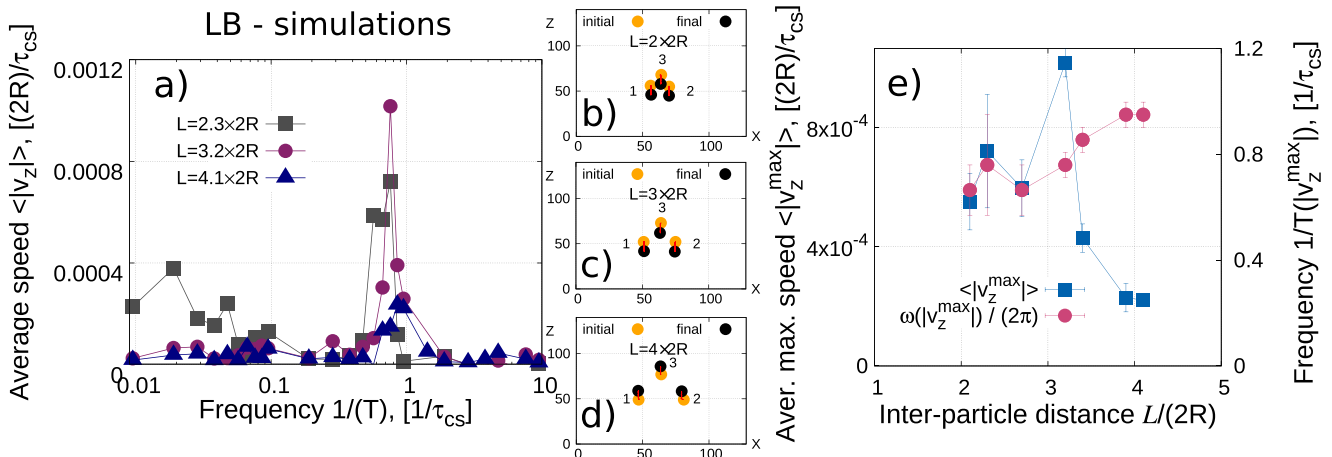 LB - simulations
Average speed <|v_z|>, [(2R)/τ_cs]
0.0012
0.0008
0.0004
0
a)
L=2.3×2R
L=3.2×2R
L=4.1×2R
0.01
0.1
1
10
Frequency 1/(T), [1/τ_cs]
z
initial
final
100
L=2×2R
3
50
1
2
b)
0
0
50
100
x
z
initial
final
100
L=3×2R
3
50
1
2
c)
0
0
50
100
x
z
initial
final
100
L=4×2R
3
50
1
2
d)
0
0
50
100
x
Aver. max. speed <|v_z^max|>, [(2R)/τ_cs]
8x10^-4
4x10^-4
0
e)
<|v_z^max|>
ω(|v_z^max|) / (2π)
1
2
3
4
5
Inter-particle distance L/(2R)
1.2
0.8
0.4
0
Frequency 1/T(|v_z^max|), [1/τ_cs]